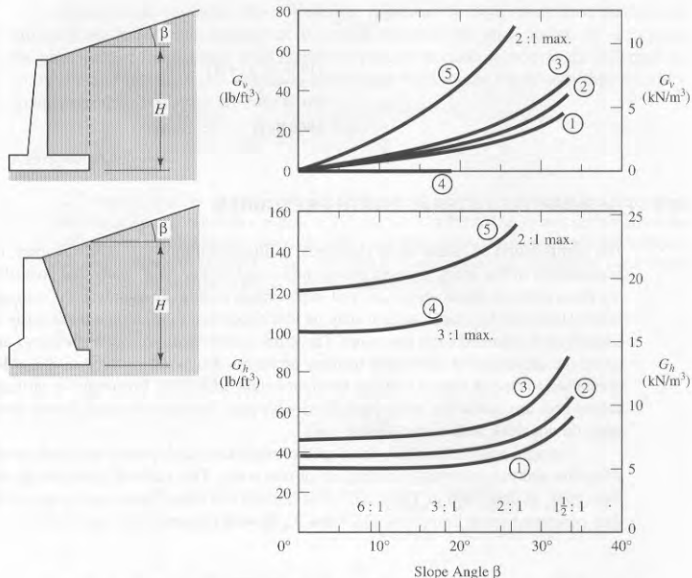 β
H
β
H
80
60
G_v
(lb/ft³)
40
20
0
2 : 1 max.
⑤
③
②
①
④
10
G_v
(kN/m³)
5
0
160
140
120
100
G_h
(lb/ft³)
80
60
40
20
⑤
2 : 1 max.
④
3 : 1 max.
③
②
①
25
20
15
G_h
(kN/m³)
10
5
0
6 : 1 3 : 1 2 : 1 1½ : 1
0° 10° 20° 30° 40°
Slope Angle β